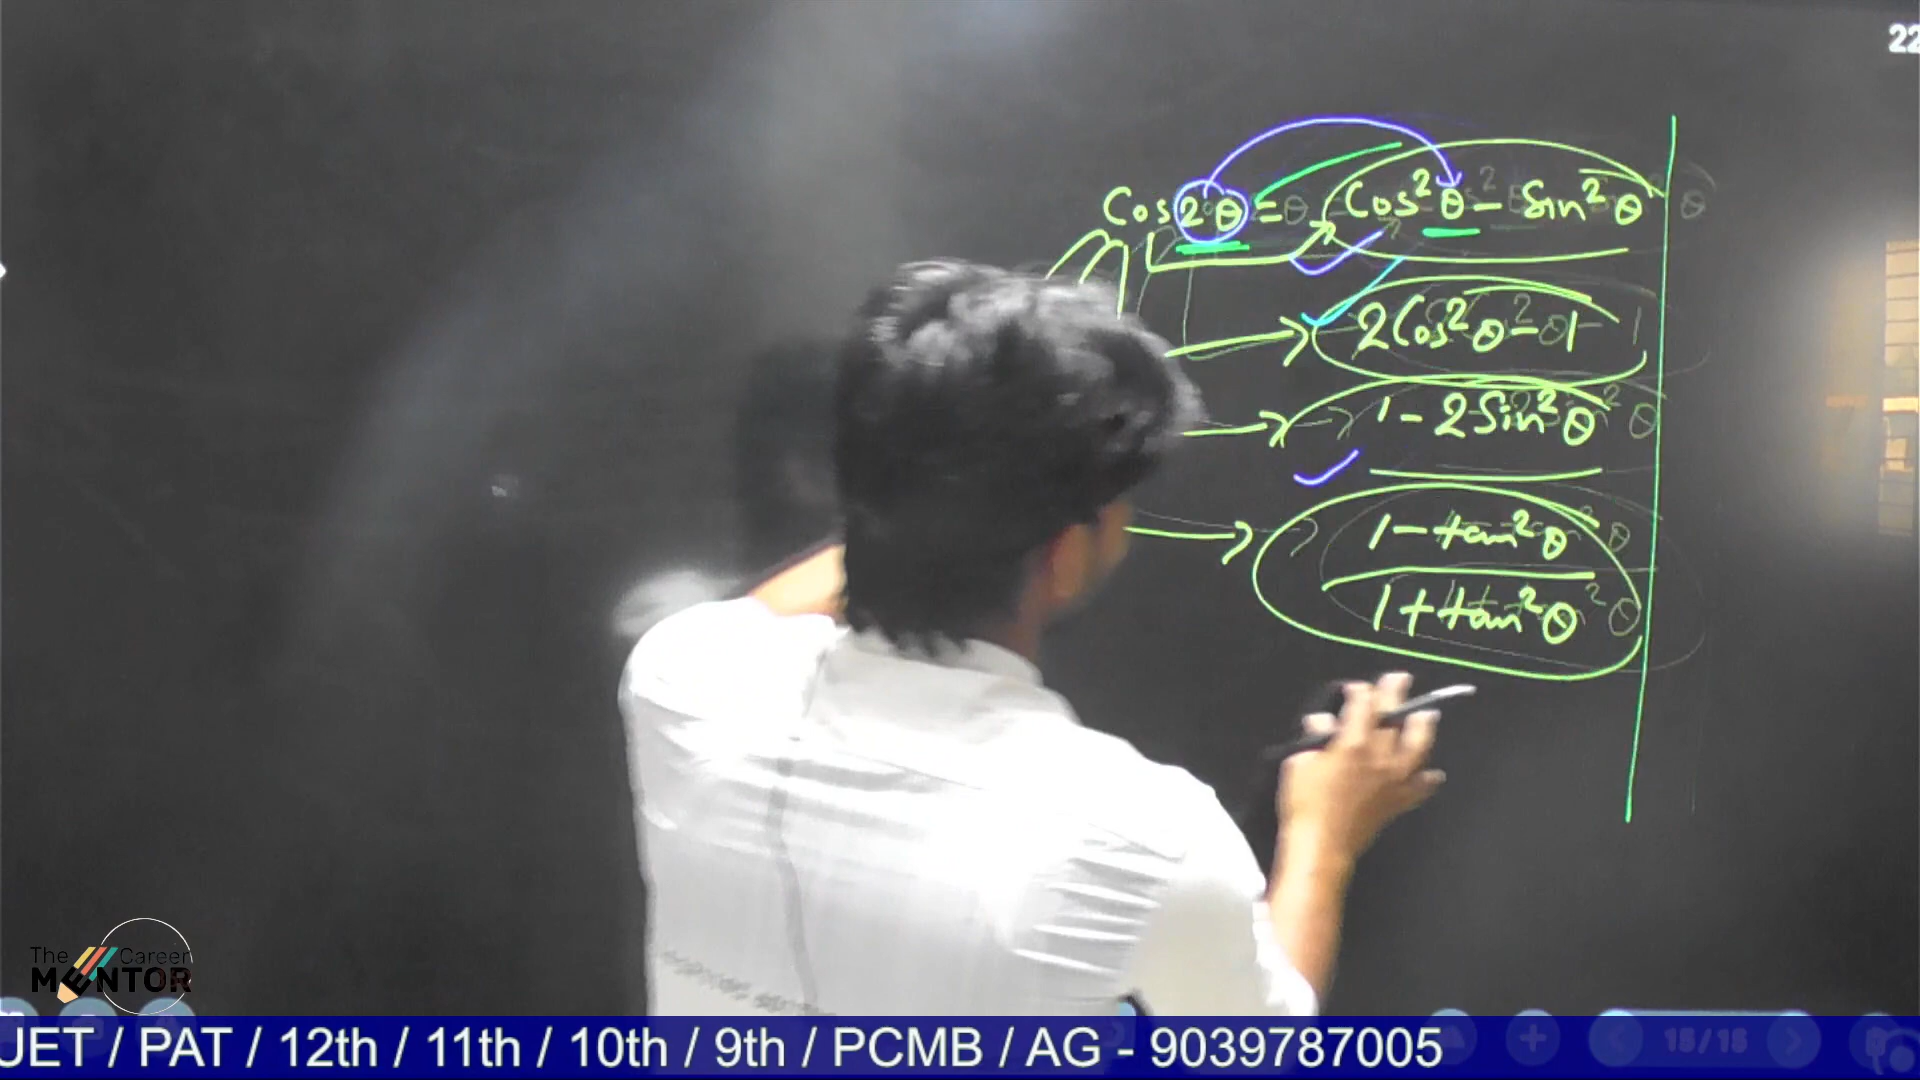 22
Cos2θ = Cos²θ - Sin²θ
2Cos²θ - 1
1 - 2Sin²θ
1 - tan²θ
1 + tan²θ
The Career
MENTOR
15/15
JET / PAT / 12th / 11th / 10th / 9th / PCMB / AG - 9039787005